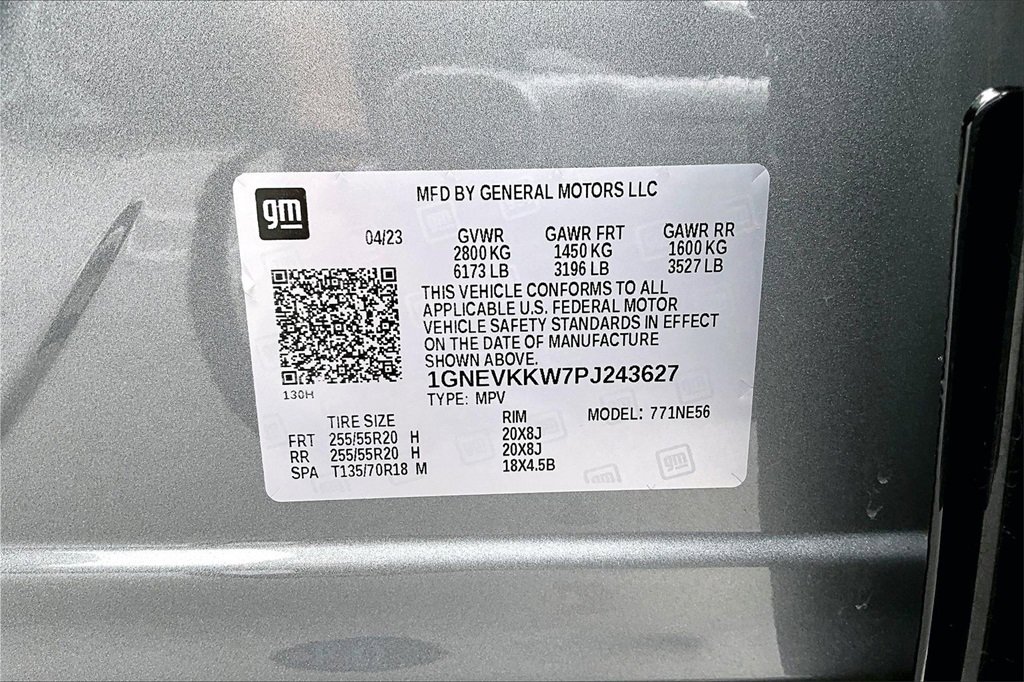 gm
MFD BY GENERAL MOTORS LLC
04/23
GVWR GAWR FRT GAWR RR
2800 KG 1450 KG 1600 KG
6173 LB 3196 LB 3527 LB
THIS VEHICLE CONFORMS TO ALL
APPLICABLE U.S. FEDERAL MOTOR
VEHICLE SAFETY STANDARDS IN EFFECT
ON THE DATE OF MANUFACTURE
SHOWN ABOVE.
1GNEVKKW7PJ243627
130H
TYPE: MPV
TIRE SIZE RIM MODEL: 771NE56
FRT 255/55R20 H 20X8J
RR 255/55R20 H 20X8J
SPA T135/70R18 M 18X4.5B
gm